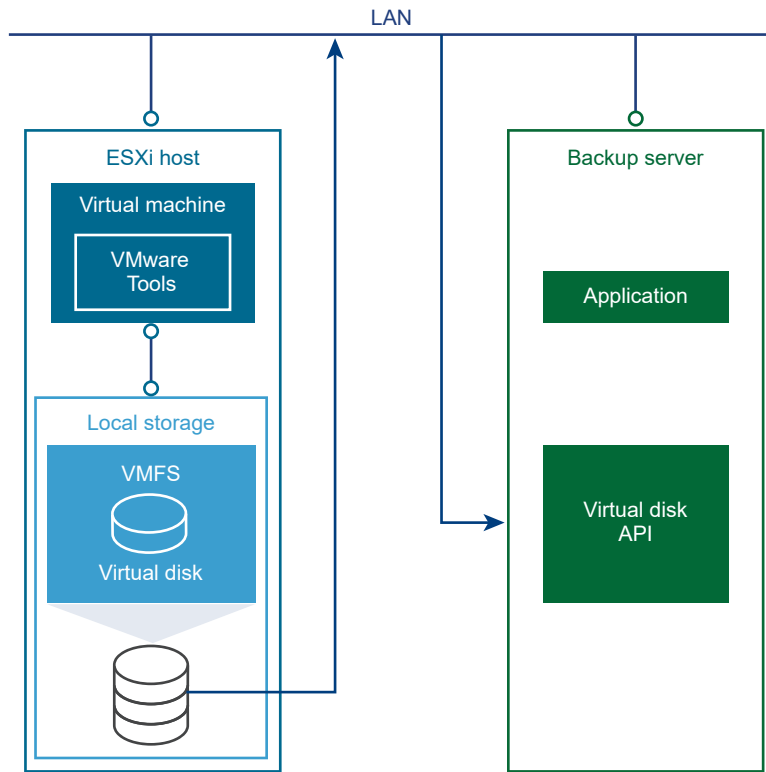 LAN
ESXi host
Virtual machine
VMware
Tools
Local storage
VMFS
Virtual disk
Backup server
Application
Virtual disk
API